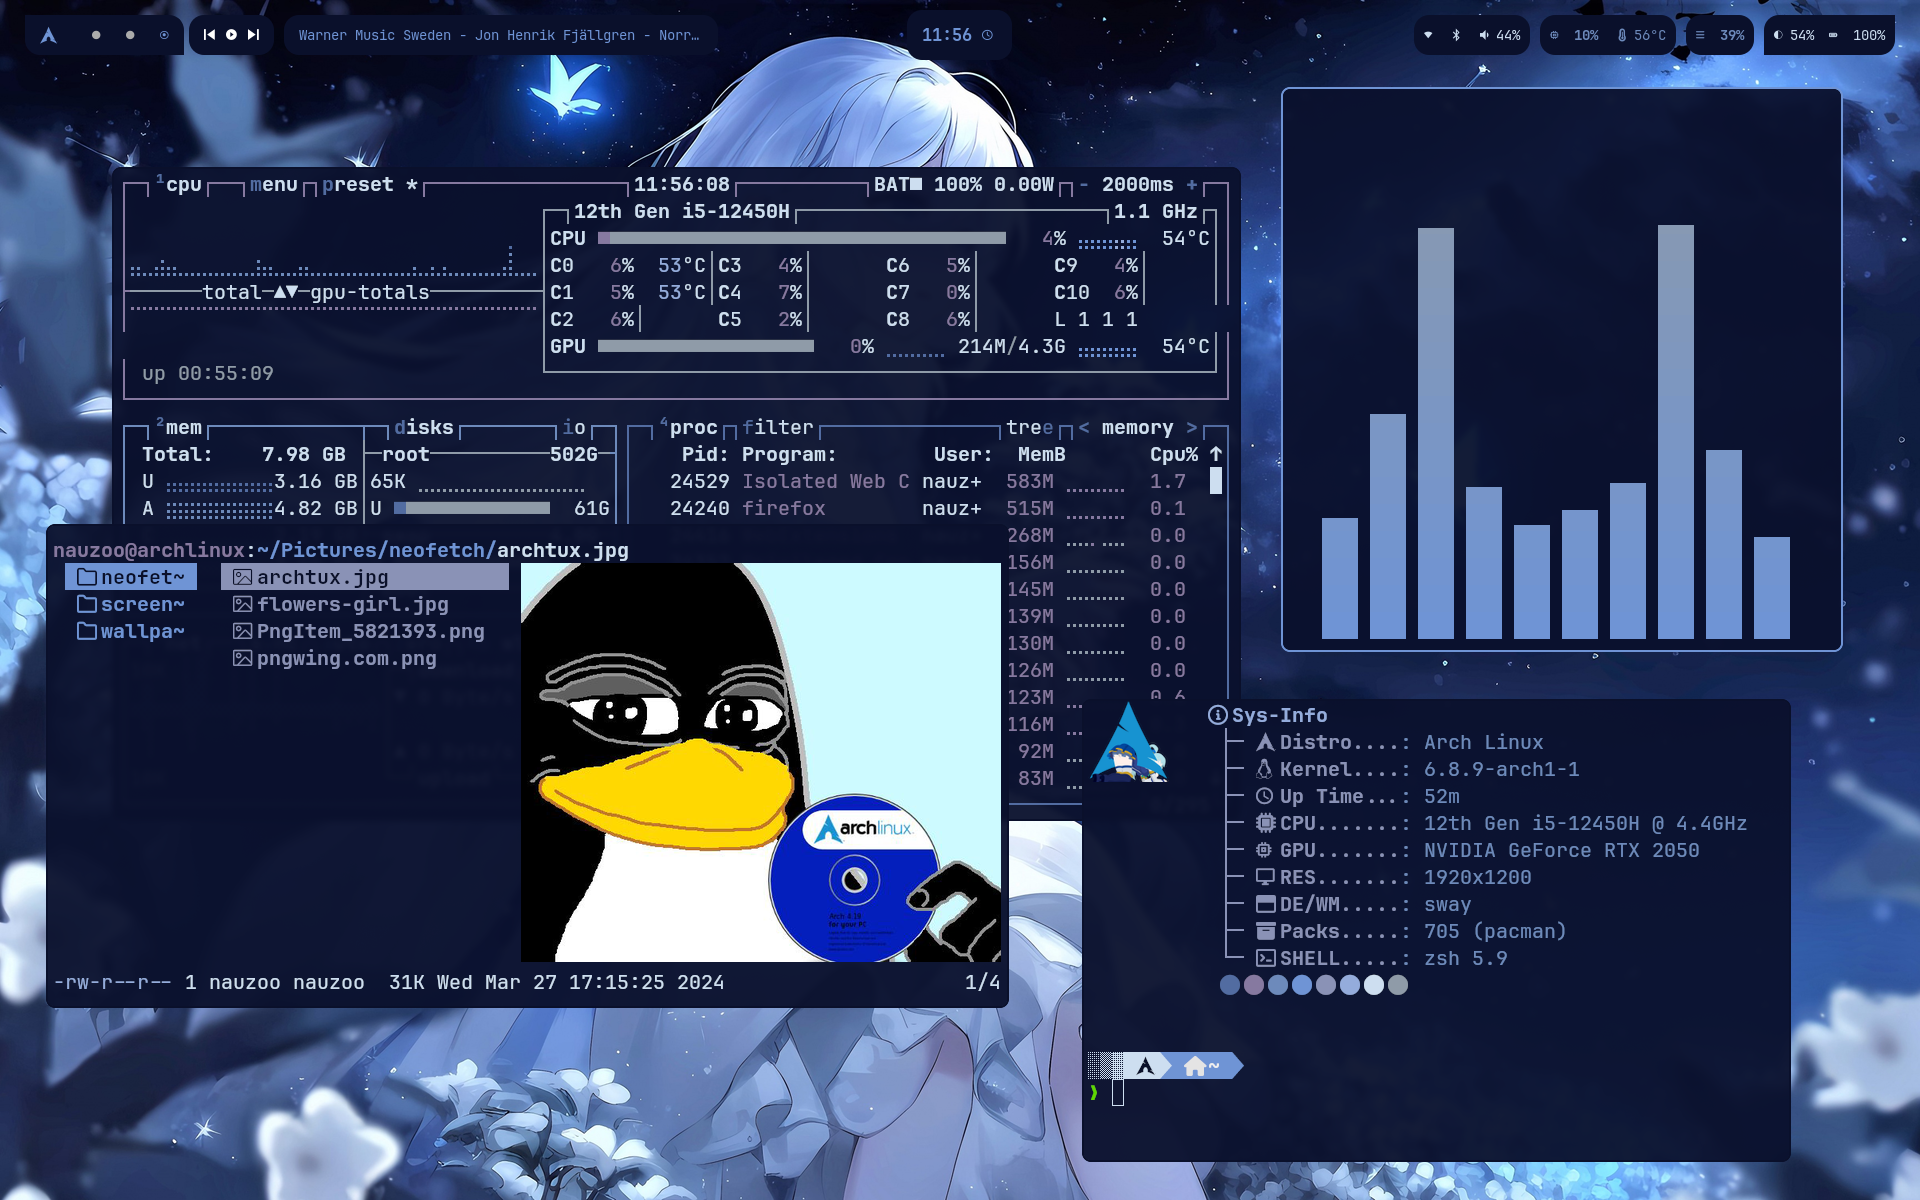 Warner Music Sweden - Jon Henrik Fjällgren - Norr…
11:56
44%
10%
56°C
39%
54%
100%
1cpu menu preset * 11:56:08 BAT 100% 0.00W - 2000ms +
12th Gen i5-12450H 1.1 GHz
CPU 4% 54°C
C0 6% 53°C C3 4% C6 5% C9 4%
C1 5% 53°C C4 7% C7 0% C10 6%
C2 6% C5 2% C8 6% L 1 1 1
GPU 0% 214M/4.3G 54°C
total gpu-totals
up 00:55:09
2mem disks io
Total: 7.98 GB root 502G
U 3.16 GB 65K
A 4.82 GB U 61G
4proc filter tree < memory >
Pid: Program: User: MemB Cpu% ↑
24529 Isolated Web C nauz+ 583M 1.7
24240 firefox nauz+ 515M 0.1
268M 0.0
156M 0.0
145M 0.0
139M 0.0
130M 0.0
126M 0.0
123M 0.6
116M
92M
83M
nauzoo@archlinux:~/Pictures/neofetch/archtux.jpg
neofet~ archtux.jpg
screen~ flowers-girl.jpg
wallpa~ PngItem_5821393.png
pngwing.com.png
archlinux
Arch 4.18
for your PC
-rw-r--r-- 1 nauzoo nauzoo 31K Wed Mar 27 17:15:25 2024 1/4
Sys-Info
Distro....: Arch Linux
Kernel....: 6.8.9-arch1-1
Up Time...: 52m
CPU.......: 12th Gen i5-12450H @ 4.4GHz
GPU.......: NVIDIA GeForce RTX 2050
RES.......: 1920x1200
DE/WM.....: sway
Packs.....: 705 (pacman)
SHELL.....: zsh 5.9
~
❯